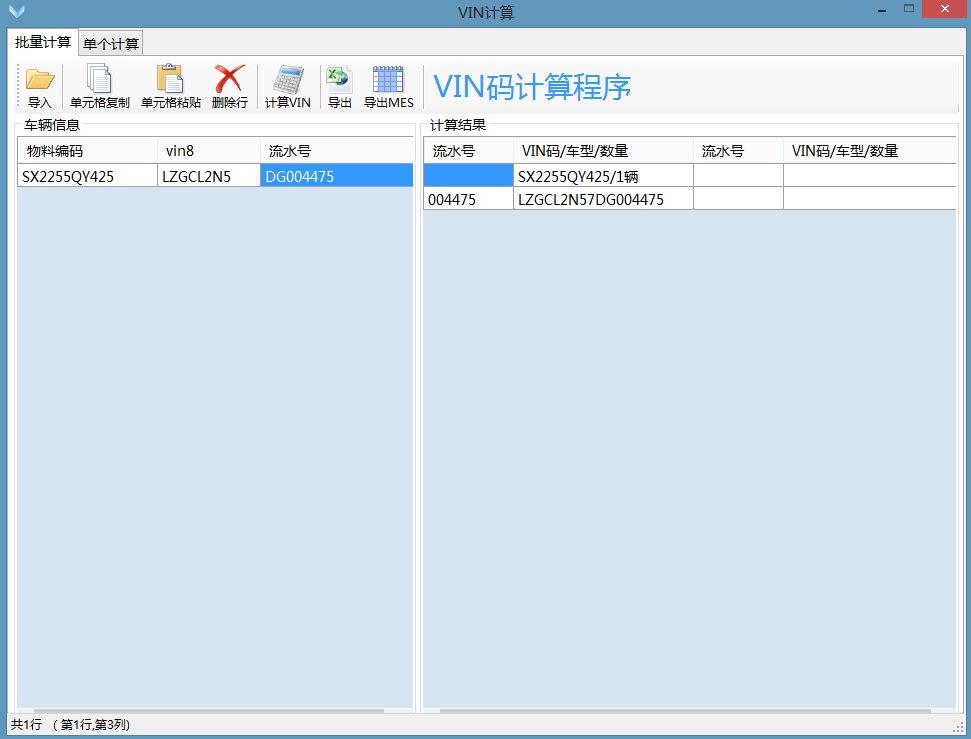 VIN计算
批量计算 单个计算
导入 单元格复制 单元格粘贴 删除行 计算VIN 导出 导出MES VIN码计算程序
车辆信息
物料编码 vin8 流水号
SX2255QY425 LZGCL2N5 DG004475
计算结果
流水号 VIN码/车型/数量 流水号 VIN码/车型/数量
SX2255QY425/1辆
004475 LZGCL2N57DG004475
共1行 （ 第1行,第3列)